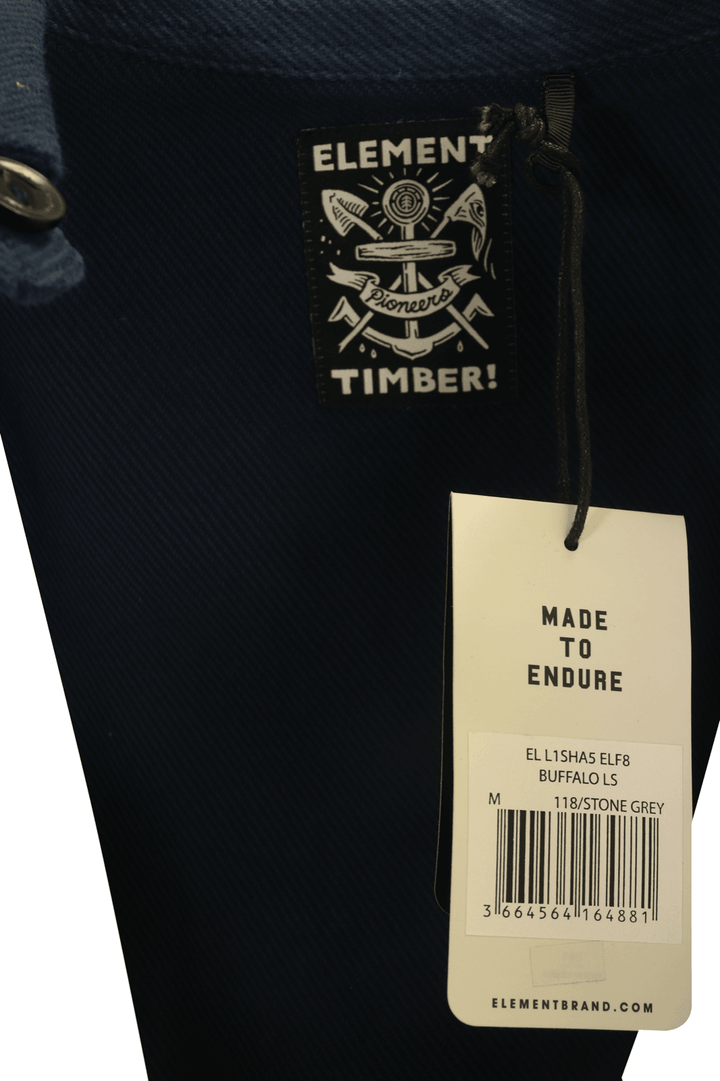 ELEMENT
Pioneers
TIMBER!
MADE
TO
ENDURE
EL L1SHA5 ELF8
BUFFALO LS
M 118/STONE GREY
3 664564 164881
ELEMENTBRAND.COM